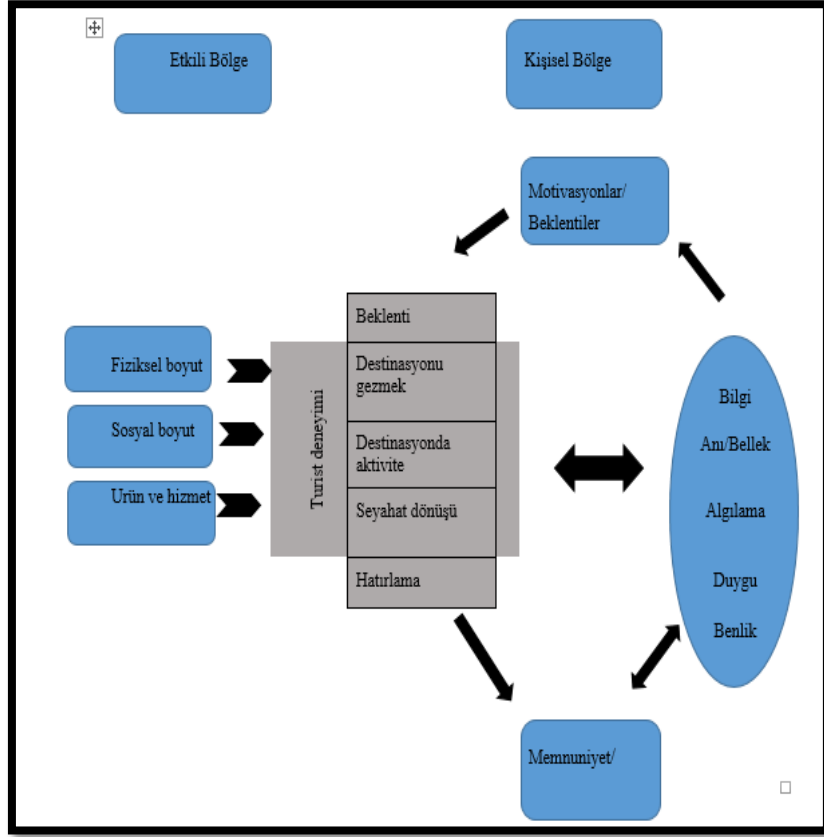 Etkili Bölge
Kişisel Bölge
Motivasyonlar/
Beklentiler
Beklenti
Destinasyonu
gezmek
Destinasyonda
aktivite
Seyahat dönüşü
Hatırlama
Turist deneyimi
Fiziksel boyut
Sosyal boyut
Urün ve hizmet
Bilgi
Anı/Bellek
Algılama
Duygu
Benlik
Memnuniyet/